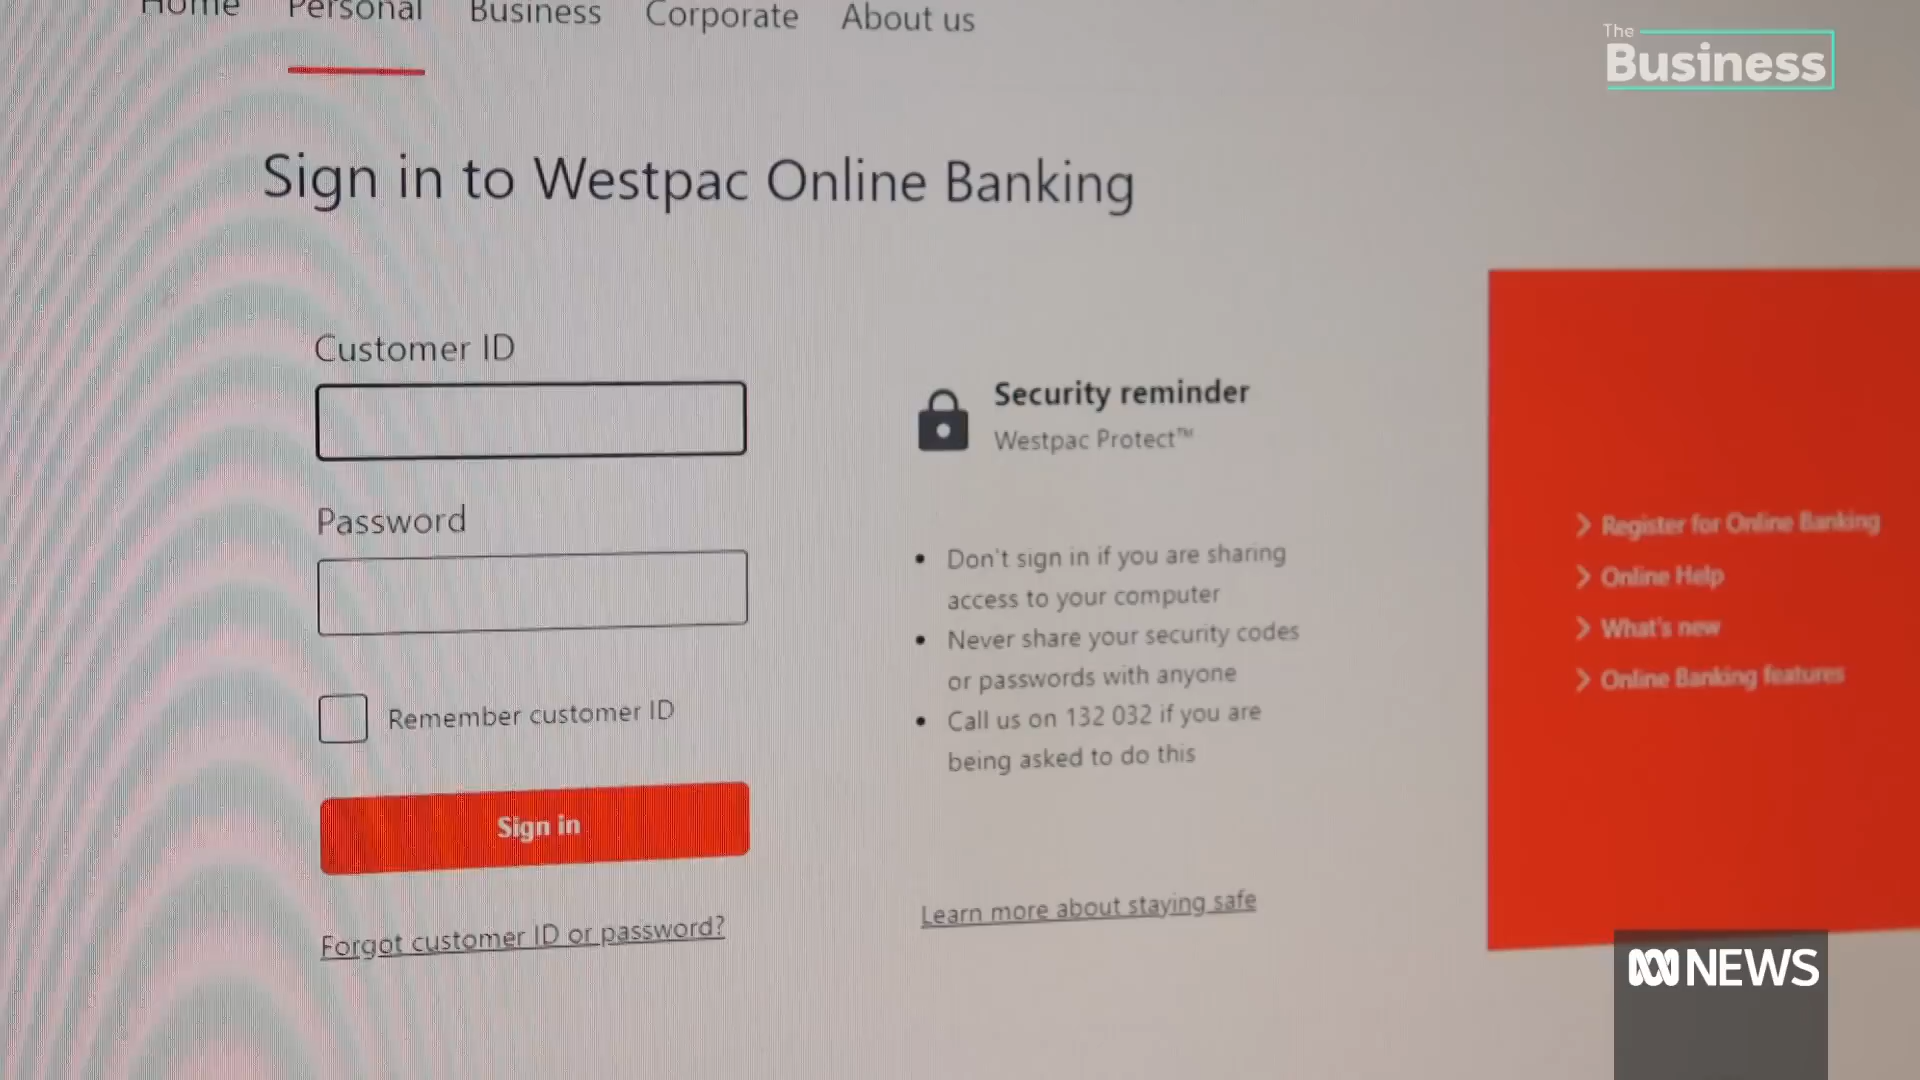 Home Personal Business Corporate About us
The
Business
Sign in to Westpac Online Banking
Customer ID
Password
Remember customer ID
Sign in
Forgot customer ID or password?
Security reminder
Westpac Protect™
• Don't sign in if you are sharing
access to your computer
• Never share your security codes
or passwords with anyone
• Call us on 132 032 if you are
being asked to do this
Learn more about staying safe
Register for Online Banking
Online Help
What's new
Online Banking features
NEWS